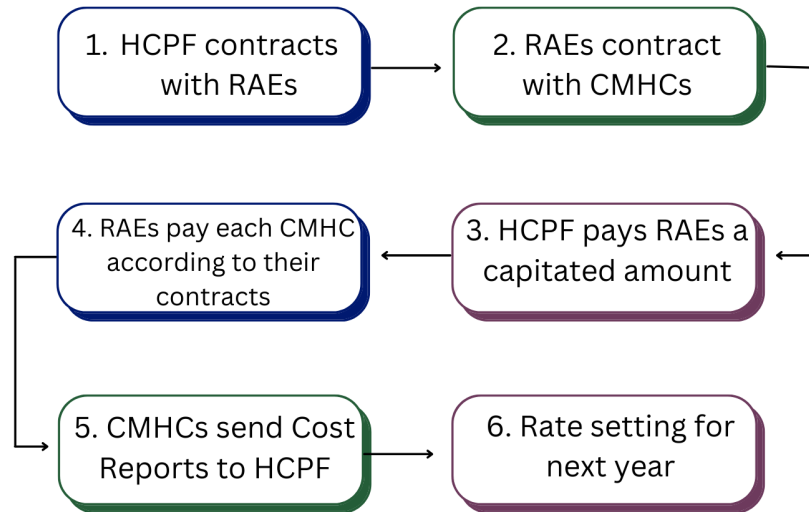 1. HCPF contracts
with RAEs
2. RAEs contract
with CMHCs
3. HCPF pays RAEs a
capitated amount
4. RAEs pay each CMHC
according to their
contracts
5. CMHCs send Cost
Reports to HCPF
6. Rate setting for
next year